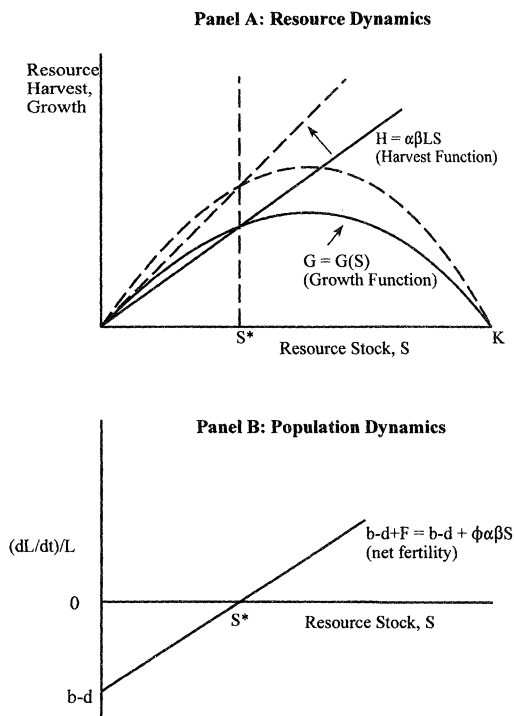 Panel A: Resource Dynamics
Resource
Harvest,
Growth
H = αβLS
(Harvest Function)
G = G(S)
(Growth Function)
S*
Resource Stock, S
K
Panel B: Population Dynamics
(dL/dt)/L
b-d+F = b-d + ϕαβS
(net fertility)
0
S*
Resource Stock, S
b-d